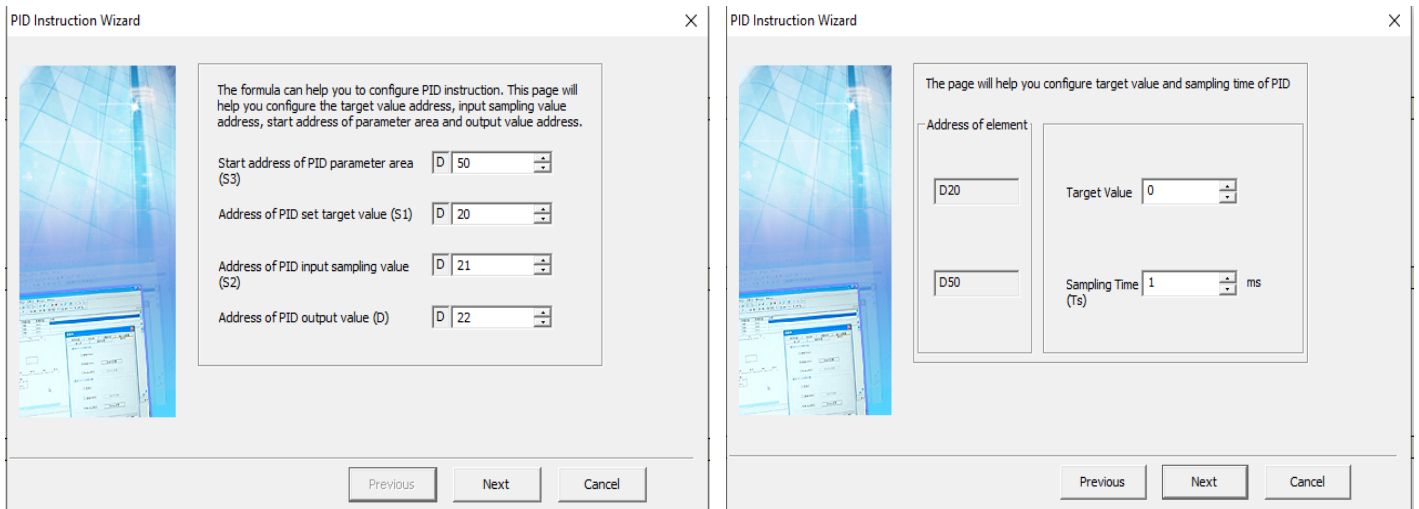 PID Instruction Wizard
The formula can help you to configure PID instruction. This page will
help you configure the target value address, input sampling value
address, start address of parameter area and output value address.
Start address of PID parameter area
(S3)
D 50
Address of PID set target value (S1)
D 20
Address of PID input sampling value
(S2)
D 21
Address of PID output value (D)
D 22
Previous
Next
Cancel
PID Instruction Wizard
The page will help you configure target value and sampling time of PID
Address of element
D20
Target Value
0
D50
Sampling Time
(Ts)
1
ms
Previous
Next
Cancel